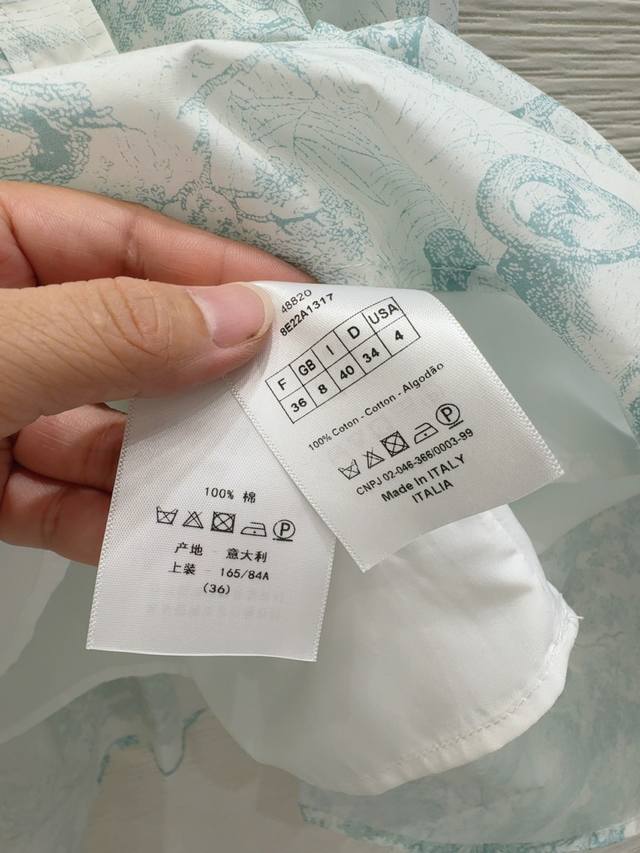 48820
8E22A1317
F GB I D USA
36 8 40 34 4
100% Coton - Cotton - Algodão
P
CNPJ 02-046-366/0003-99
Made in ITALY
ITALIA
100% 棉
P
产地 意大利
上装 165/84A
(36)